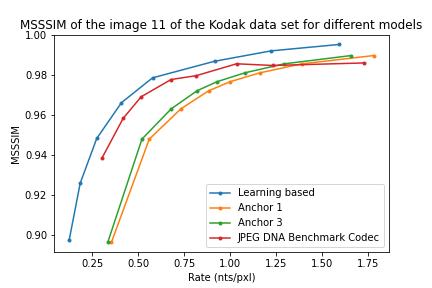 MSSSIM of the image 11 of the Kodak data set for different models
1.00
0.98
0.96
0.94
0.92
0.90
MSSSIM
0.25 0.50 0.75 1.00 1.25 1.50 1.75
Rate (nts/pxl)
Learning based
Anchor 1
Anchor 3
JPEG DNA Benchmark Codec